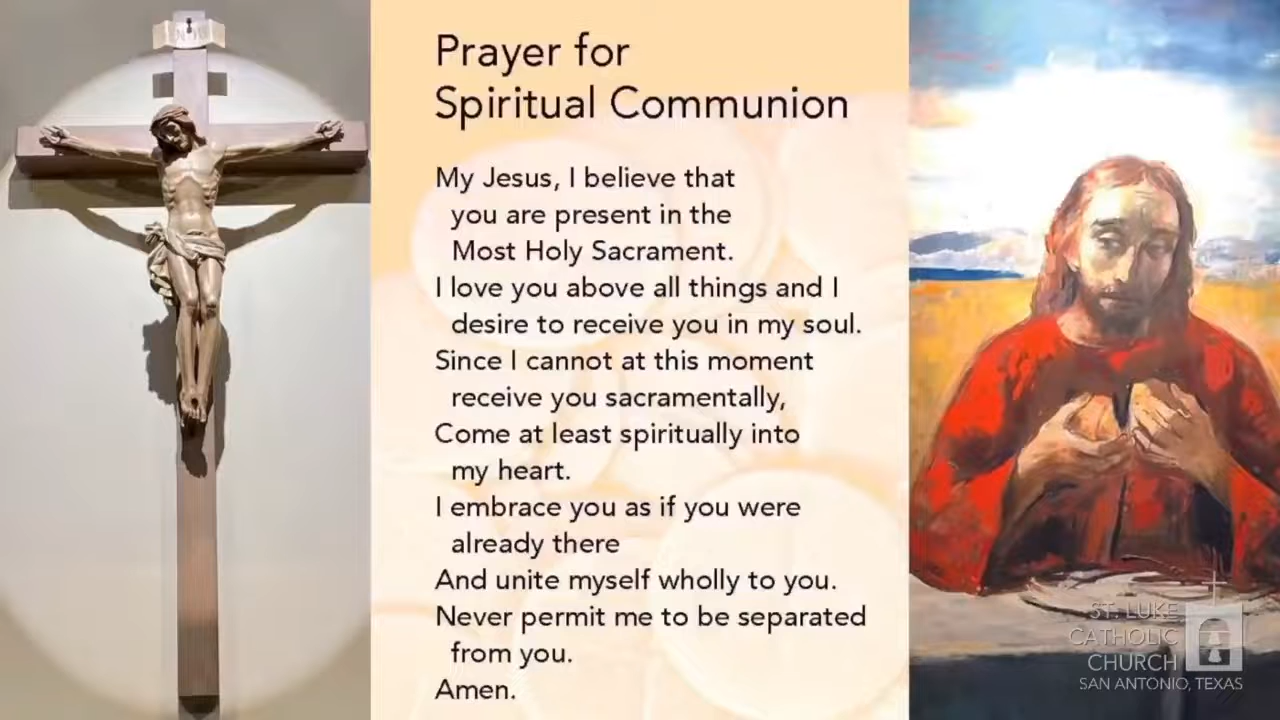 Prayer for
Spiritual Communion
My Jesus, I believe that
you are present in the
Most Holy Sacrament.
I love you above all things and I
desire to receive you in my soul.
Since I cannot at this moment
receive you sacramentally,
Come at least spiritually into
my heart.
I embrace you as if you were
already there
And unite myself wholly to you.
Never permit me to be separated
from you.
Amen.
ST. LUKE
CATHOLIC
CHURCH
SAN ANTONIO, TEXAS